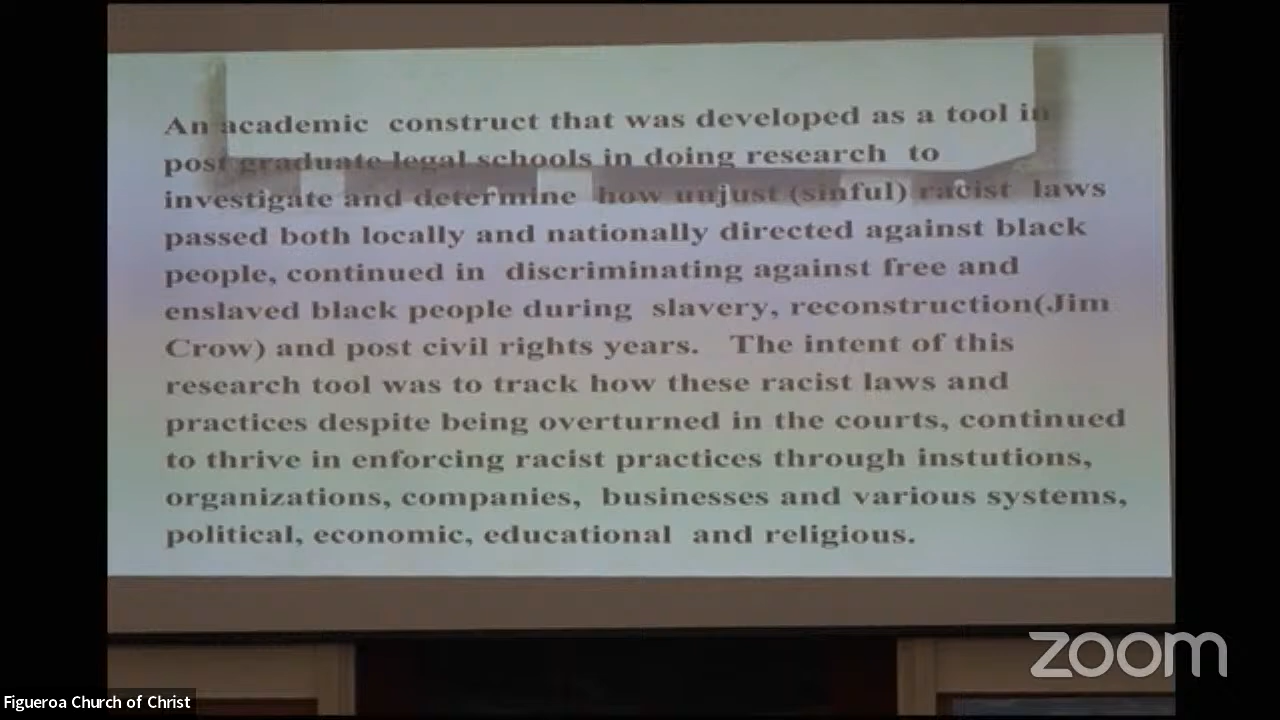 An academic construct that was developed as a tool in
post graduate legal schools in doing research to
investigate and determine how unjust (sinful) racist laws
passed both locally and nationally directed against black
people, continued in discriminating against free and
enslaved black people during slavery, reconstruction(Jim
Crow) and post civil rights years. The intent of this
research tool was to track how these racist laws and
practices despite being overturned in the courts, continued
to thrive in enforcing racist practices through instutions,
organizations, companies, businesses and various systems,
political, economic, educational and religious.
zoom
Figueroa Church of Christ